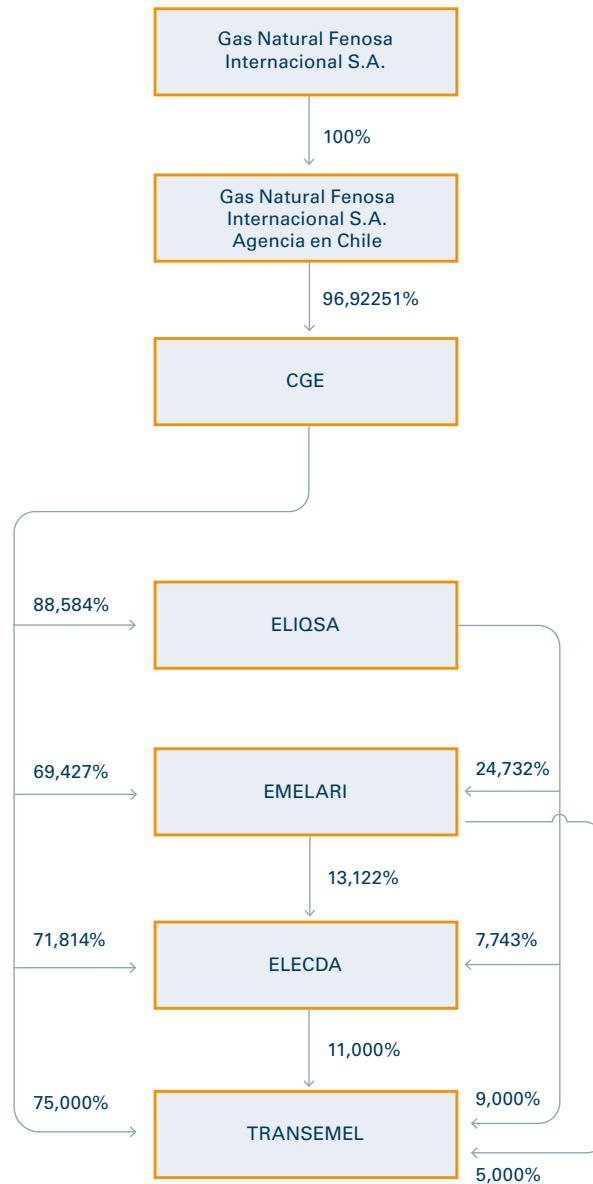 Gas Natural Fenosa
Internacional S.A.
100%
Gas Natural Fenosa
Internacional S.A.
Agencia en Chile
96,92251%
CGE
88,584%
ELIQSA
69,427%
EMELARI
24,732%
13,122%
71,814%
ELECDA
7,743%
11,000%
75,000%
TRANSEMEL
9,000%
5,000%